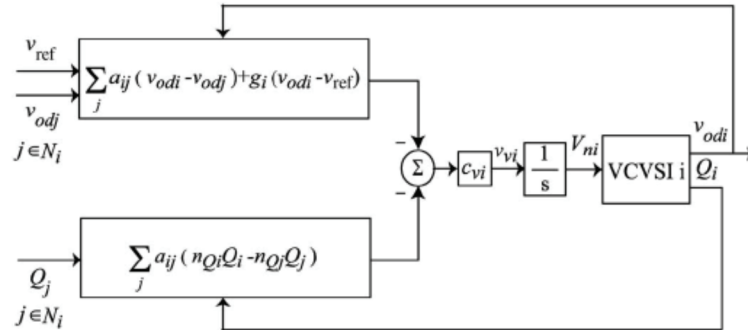 v_ref
v_odj
j∈N_i
∑_j a_ij(v_odi-v_odj)+g_i(v_odi-v_ref)
-
Σ
-
c_vi
v_vi
1/s
V_ni
VCVSI i
v_odi
Q_i
Q_j
j∈N_i
∑_j a_ij(n_Qi Q_i-n_Qj Q_j)